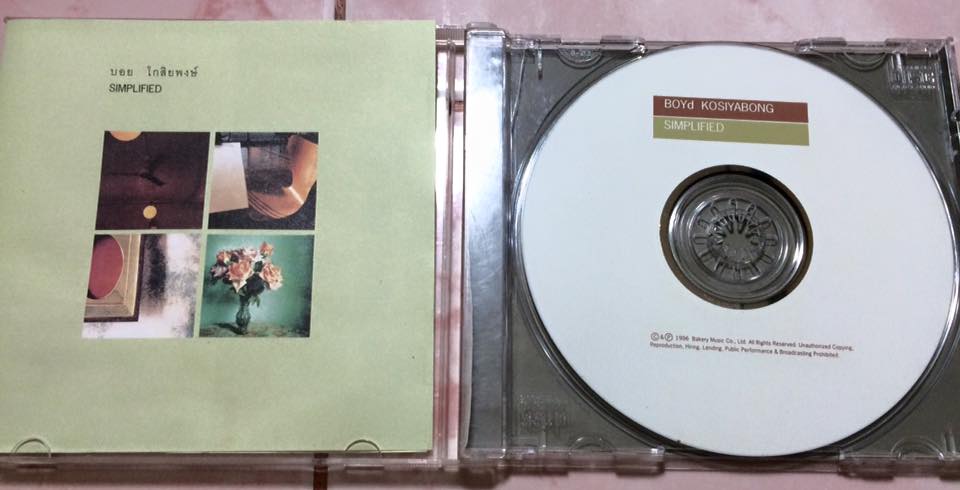 บอย โกสิยพงษ์
SIMPLIFIED
BOYd KOSIYABONG
SIMPLIFIED
©&℗ 1996 Bakery Music Co., Ltd. All Rights Reserved. Unauthorized Copying,
Reproduction, Hiring, Lending, Public Performance & Broadcasting Prohibited.